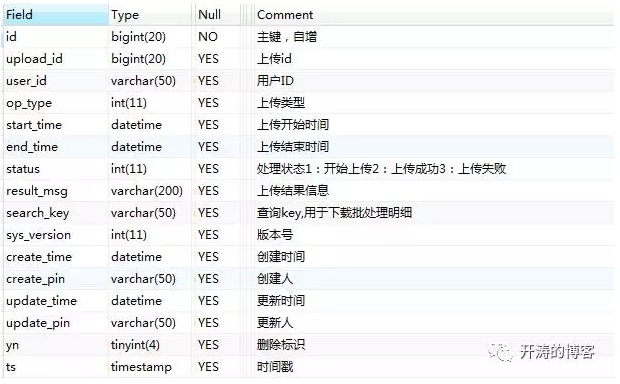 Field Type Null Comment
id bigint(20) NO 主键，自增
upload_id bigint(20) YES 上传id
user_id varchar(50) YES 用户ID
op_type int(11) YES 上传类型
start_time datetime YES 上传开始时间
end_time datetime YES 上传结束时间
status int(11) YES 处理状态1：开始上传2：上传成功3：上传失败
result_msg varchar(200) YES 上传结果信息
search_key varchar(50) YES 查询key,用于下载批处理明细
sys_version int(11) YES 版本号
create_time datetime YES 创建时间
create_pin varchar(50) YES 创建人
update_time datetime YES 更新时间
update_pin varchar(50) YES 更新人
yn tinyint(4) YES 删除标识
ts timestamp YES 时间戳
开涛的博客